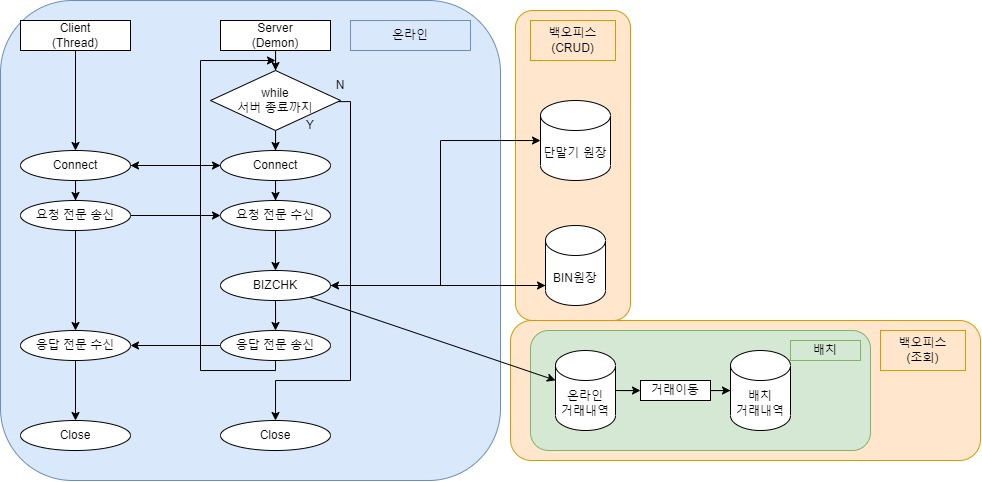 Client
(Thread)
Server
(Demon)
온라인
백오피스
(CRUD)
while
서버 종료까지
N
Y
단말기 원장
Connect
Connect
요청 전문 송신
요청 전문 수신
BIZCHK
BIN원장
응답 전문 수신
응답 전문 송신
배치
백오피스
(조회)
온라인
거래내역
거래이동
배치
거래내역
Close
Close